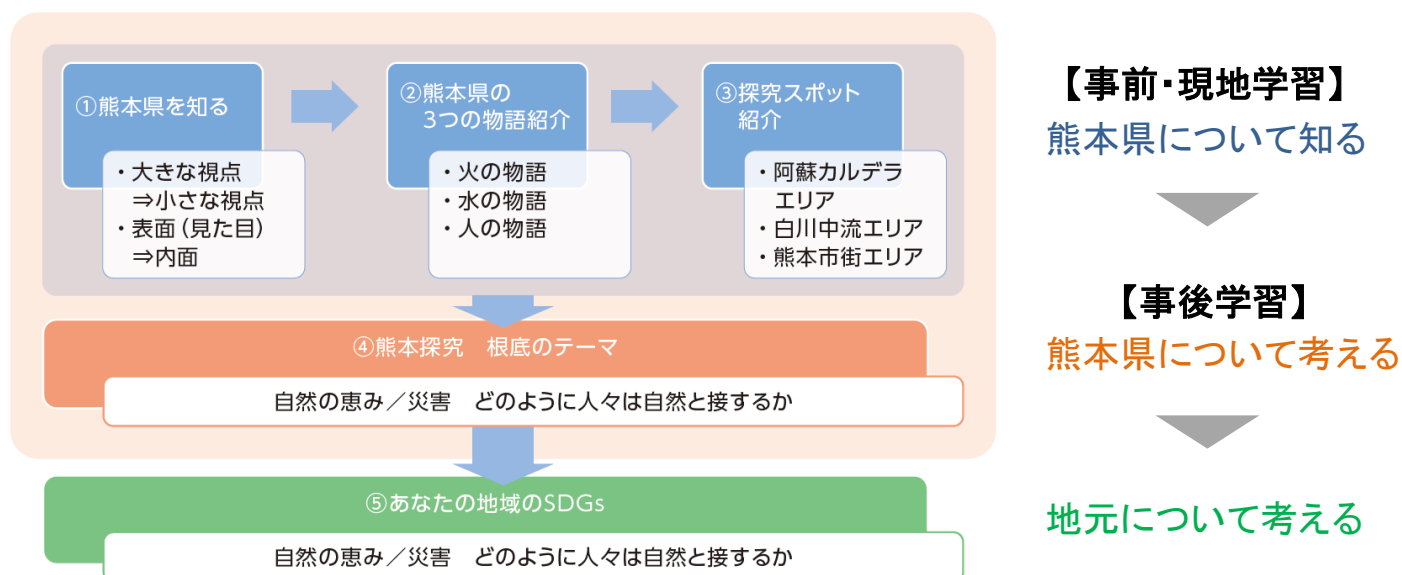 ①熊本県を知る
・大きな視点
⇒小さな視点
・表面(見た目)
⇒内面
②熊本県の
3つの物語紹介
・火の物語
・水の物語
・人の物語
③探究スポット
紹介
・阿蘇カルデラ
エリア
・白川中流エリア
・熊本市街エリア
④熊本探究 根底のテーマ
自然の恵み/災害 どのように人々は自然と接するか
⑤あなたの地域のSDGs
自然の恵み/災害 どのように人々は自然と接するか
【事前・現地学習】
熊本県について知る
【事後学習】
熊本県について考える
地元について考える